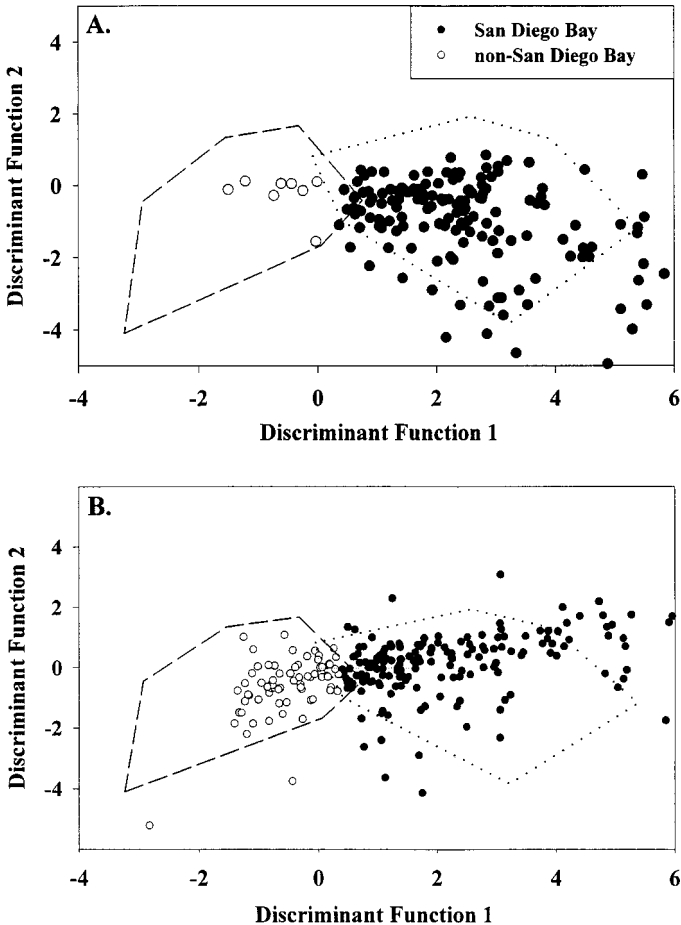 A.
San Diego Bay
non-San Diego Bay
4
2
0
-2
-4
Discriminant Function 2
-4 -2 0 2 4 6
Discriminant Function 1
B.
4
2
0
-2
-4
Discriminant Function 2
-4 -2 0 2 4 6
Discriminant Function 1